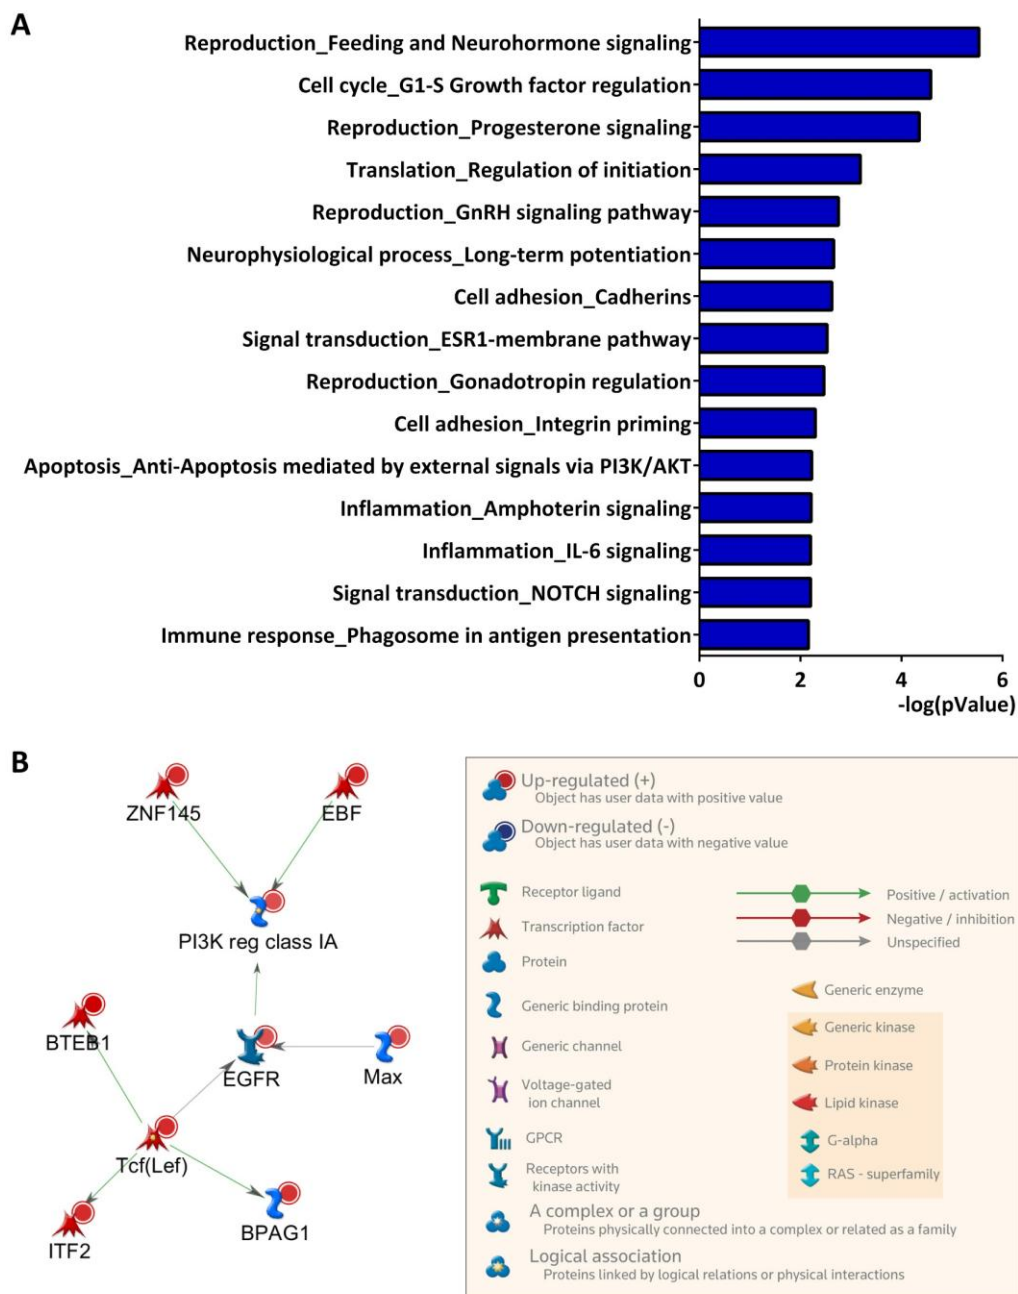 A
Reproduction_Feeding and Neurohormone signaling
Cell cycle_G1-S Growth factor regulation
Reproduction_Progesterone signaling
Translation_Regulation of initiation
Reproduction_GnRH signaling pathway
Neurophysiological process_Long-term potentiation
Cell adhesion_Cadherins
Signal transduction_ESR1-membrane pathway
Reproduction_Gonadotropin regulation
Cell adhesion_Integrin priming
Apoptosis_Anti-Apoptosis mediated by external signals via PI3K/AKT
Inflammation_Amphoterin signaling
Inflammation_IL-6 signaling
Signal transduction_NOTCH signaling
Immune response_Phagosome in antigen presentation
0 2 4 6
-log(pValue)
B
ZNF145
EBF
PI3K reg class IA
BTEB1
EGFR
Max
Tcf(Lef)
ITF2
BPAG1
Up-regulated (+)
Object has user data with positive value
Down-regulated (-)
Object has user data with negative value
Receptor ligand
Transcription factor
Protein
Generic binding protein
Generic channel
Voltage-gated
ion channel
GPCR
Receptors with
kinase activity
A complex or a group
Proteins physically connected into a complex or related as a family
Logical association
Proteins linked by logical relations or physical interactions
Positive / activation
Negative / inhibition
Unspecified
Generic enzyme
Generic kinase
Protein kinase
Lipid kinase
G-alpha
RAS - superfamily